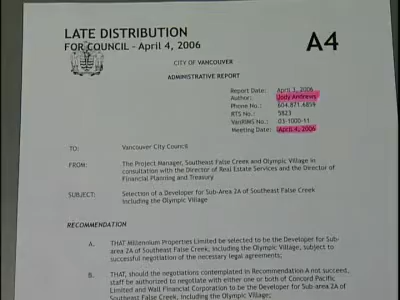 LATE DISTRIBUTION
FOR COUNCIL - April 4, 2006
A4
CITY OF VANCOUVER
ADMINISTRATIVE REPORT
Report Date: April 3, 2006
Author: Jody Andrews
Phone No.: 604.871.6858
RTS No.: 5823
VanRIMS No.: 03-1000-11
Meeting Date: April 4, 2006
TO: Vancouver City Council
FROM: The Project Manager, Southeast False Creek and Olympic Village in
consultation with the Director of Real Estate Services and the Director of
Financial Planning and Treasury
SUBJECT: Selection of a Developer for Sub-Area 2A of Southeast False Creek
Including the Olympic Village
RECOMMENDATION
A. THAT Millennium Properties Limited be selected to be the Developer for Sub-
area 2A of Southeast False Creek, including the Olympic Village, subject to
successful negotiation of the necessary legal agreements;
B. THAT, should the negotiations contemplated in Recommendation A not succeed,
staff be authorized to negotiate with either one or both of Concord Pacific
Limited and Wall Financial Corporation to be the Developer for Sub-area 2A of
Southeast False Creek, including the Olympic Village